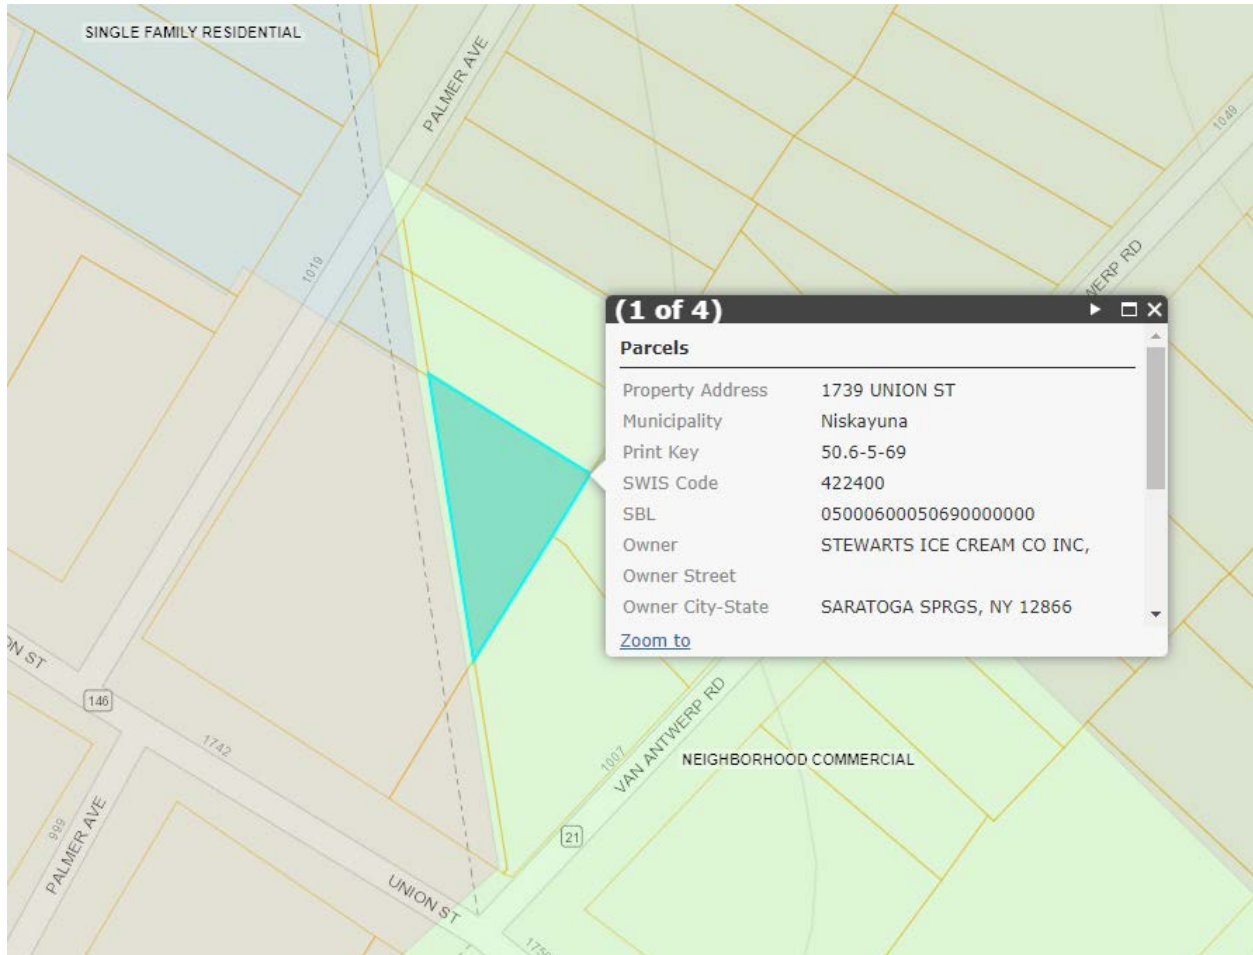 SINGLE FAMILY RESIDENTIAL
PALMER AVE
1049
1019
WERP RD
(1 of 4)
Parcels
Property Address 1739 UNION ST
Municipality Niskayuna
Print Key 50.6-5-69
SWIS Code 422400
SBL 05000600050690000000
Owner STEWARTS ICE CREAM CO INC,
Owner Street
Owner City-State SARATOGA SPRGS, NY 12866
Zoom to
ON ST
146
1742
1007
VAN ANTWERP RD
NEIGHBORHOOD COMMERCIAL
999
PALMER AVE
21
UNION ST